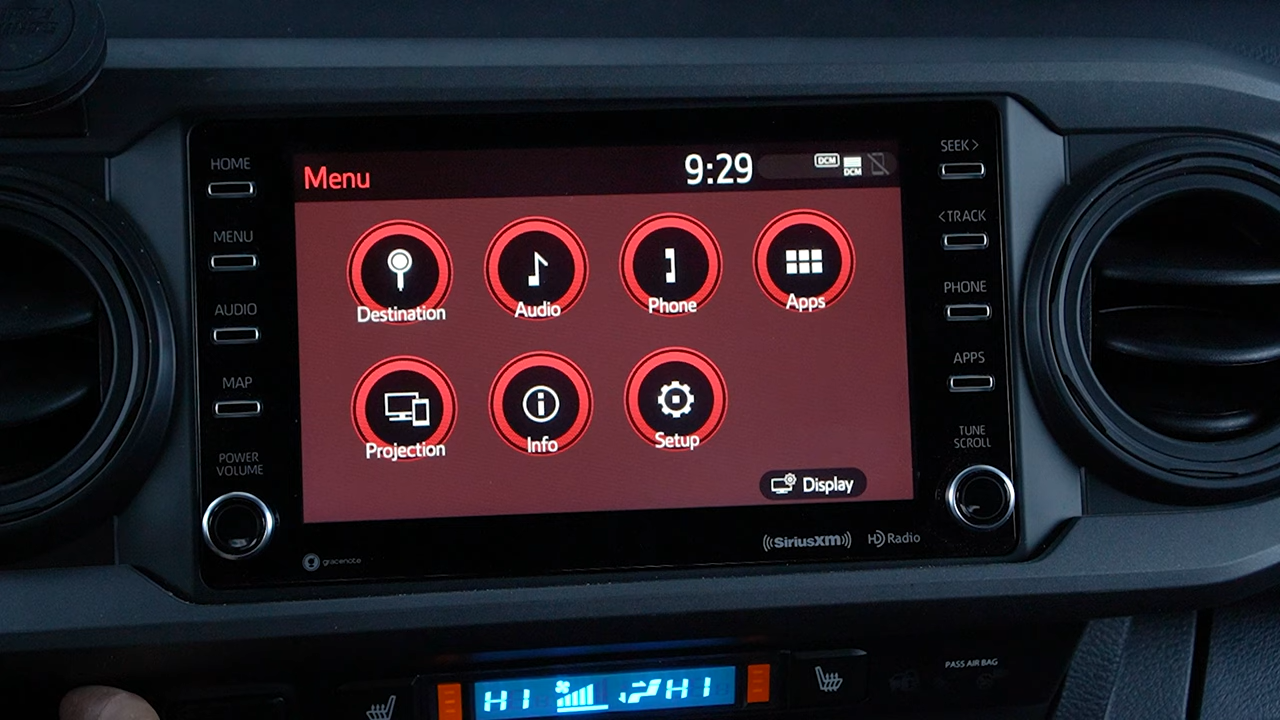 HOME
MENU
AUDIO
MAP
POWER
VOLUME
Menu
9:29
DCM
DCM
Destination
Audio
Phone
Apps
Projection
Info
Setup
Display
SEEK >
< TRACK
PHONE
APPS
TUNE
SCROLL
gracenote
SiriusXM
HD Radio
HI
HI
PASS AIR BAG